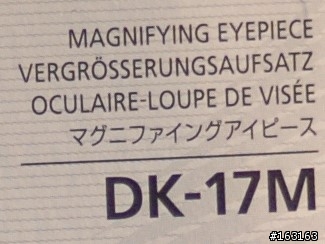 MAGNIFYING EYEPIECE
VERGRÖSSERUNGSAUFSATZ
OCULAIRE-LOUPE DE VISÉE
マグニファイングアイピース
DK-17M
#163163